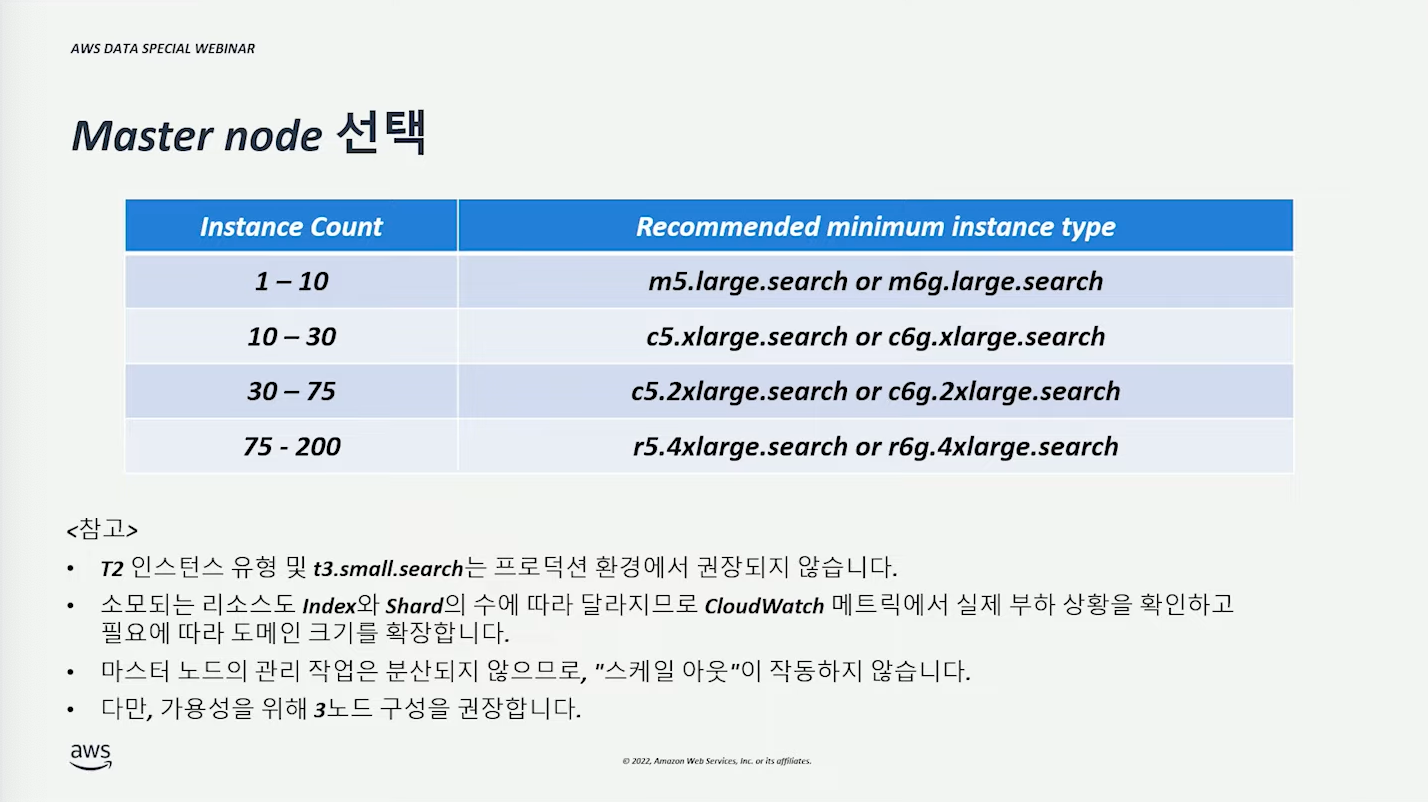 AWS DATA SPECIAL WEBINAR
Master node 선택
Instance Count Recommended minimum instance type
1 – 10 m5.large.search or m6g.large.search
10 – 30 c5.xlarge.search or c6g.xlarge.search
30 – 75 c5.2xlarge.search or c6g.2xlarge.search
75 - 200 r5.4xlarge.search or r6g.4xlarge.search
<참고>
• T2 인스턴스 유형 및 t3.small.search는 프로덕션 환경에서 권장되지 않습니다.
• 소모되는 리소스도 Index와 Shard의 수에 따라 달라지므로 CloudWatch 메트릭에서 실제 부하 상황을 확인하고
필요에 따라 도메인 크기를 확장합니다.
• 마스터 노드의 관리 작업은 분산되지 않으므로, "스케일 아웃"이 작동하지 않습니다.
• 다만, 가용성을 위해 3노드 구성을 권장합니다.
aws
© 2022, Amazon Web Services, Inc. or its affiliates.